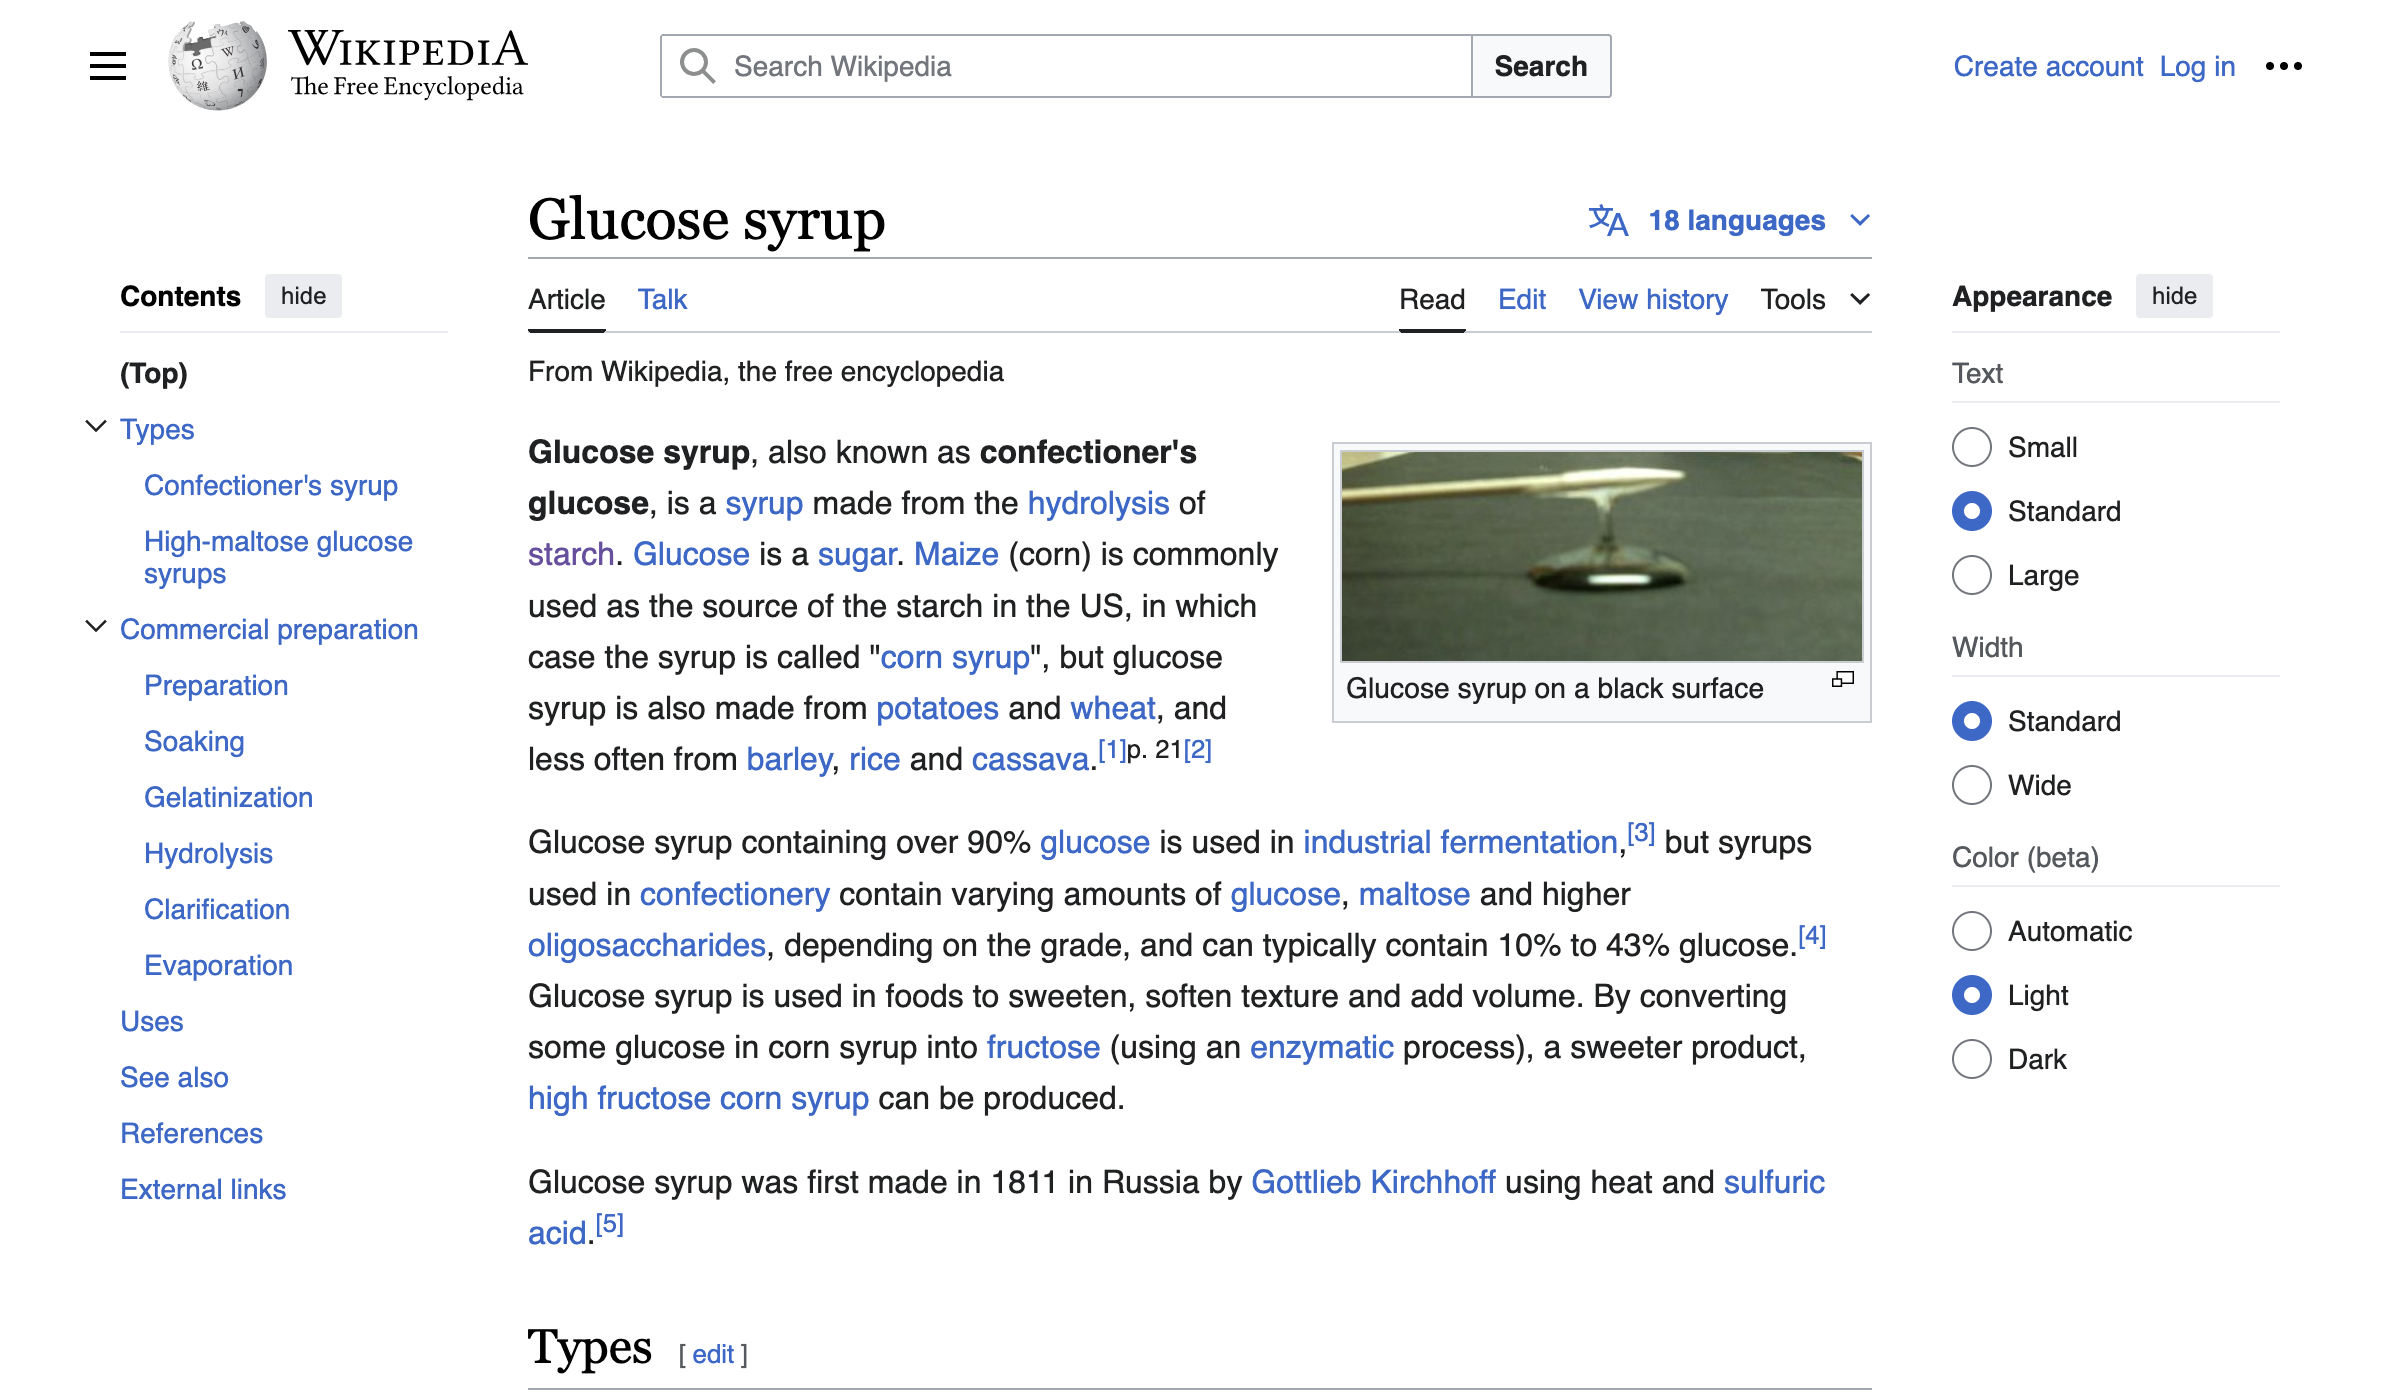 WIKIPEDIA
The Free Encyclopedia
Search Wikipedia
Search
Create account
Log in
Contents
hide
(Top)
Types
Confectioner's syrup
High-maltose glucose
syrups
Commercial preparation
Preparation
Soaking
Gelatinization
Hydrolysis
Clarification
Evaporation
Uses
See also
References
External links
Glucose syrup
18 languages
Article
Talk
Read
Edit
View history
Tools
From Wikipedia, the free encyclopedia
Glucose syrup, also known as confectioner's
glucose, is a syrup made from the hydrolysis of
starch. Glucose is a sugar. Maize (corn) is commonly
used as the source of the starch in the US, in which
case the syrup is called "corn syrup", but glucose
syrup is also made from potatoes and wheat, and
less often from barley, rice and cassava.[1]p. 21[2]
Glucose syrup on a black surface
Glucose syrup containing over 90% glucose is used in industrial fermentation,[3] but syrups
used in confectionery contain varying amounts of glucose, maltose and higher
oligosaccharides, depending on the grade, and can typically contain 10% to 43% glucose.[4]
Glucose syrup is used in foods to sweeten, soften texture and add volume. By converting
some glucose in corn syrup into fructose (using an enzymatic process), a sweeter product,
high fructose corn syrup can be produced.
Glucose syrup was first made in 1811 in Russia by Gottlieb Kirchhoff using heat and sulfuric
acid.[5]
Types [ edit ]
Appearance
hide
Text
Small
Standard
Large
Width
Standard
Wide
Color (beta)
Automatic
Light
Dark